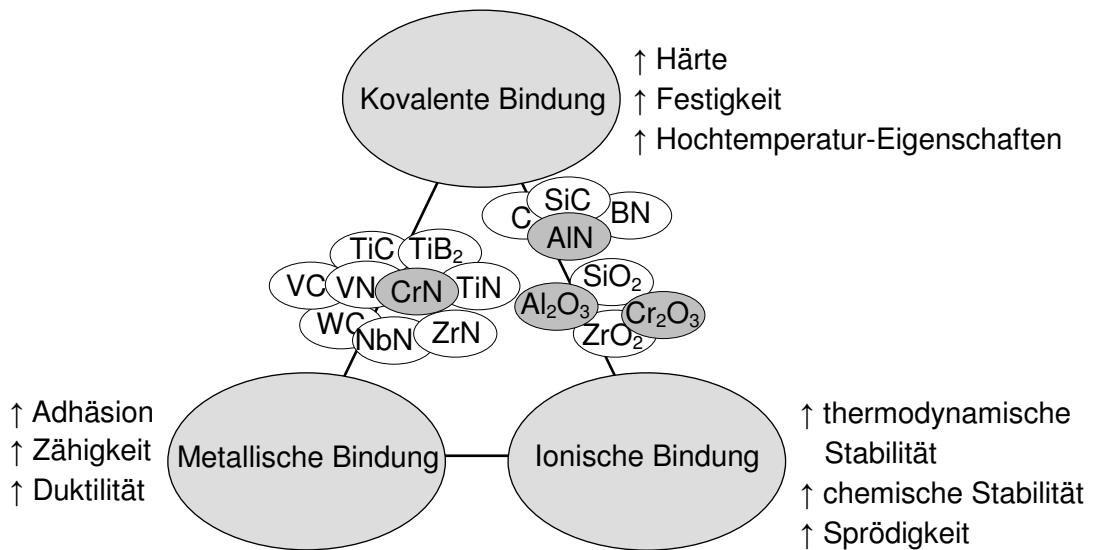 Kovalente Bindung
↑ Härte
↑ Festigkeit
↑ Hochtemperatur-Eigenschaften
C
SiC
BN
AlN
SiO₂
Al₂O₃
Cr₂O₃
ZrO₂
TiC
TiB₂
VC
VN
CrN
TiN
WC
NbN
ZrN
↑ Adhäsion
↑ Zähigkeit
↑ Duktilität
Metallische Bindung
Ionische Bindung
↑ thermodynamische
Stabilität
↑ chemische Stabilität
↑ Sprödigkeit